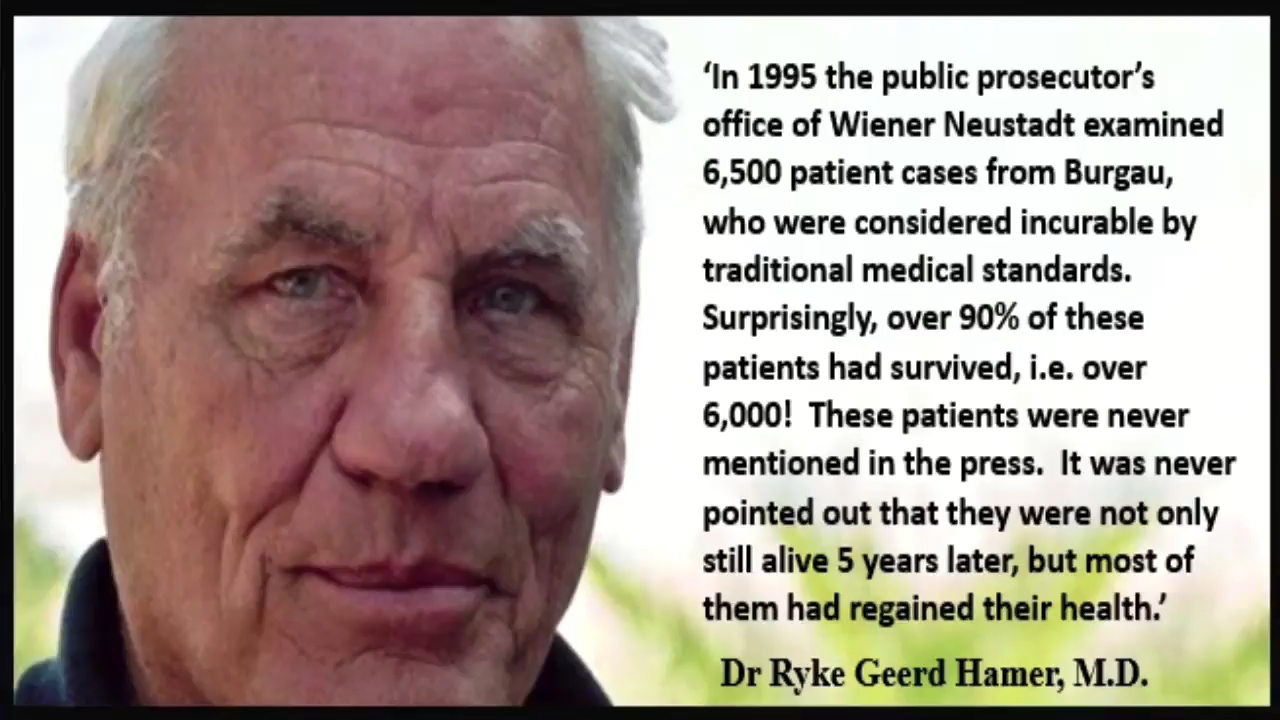 ‘In 1995 the public prosecutor’s
office of Wiener Neustadt examined
6,500 patient cases from Burgau,
who were considered incurable by
traditional medical standards.
Surprisingly, over 90% of these
patients had survived, i.e. over
6,000!  These patients were never
mentioned in the press.  It was never
pointed out that they were not only
still alive 5 years later, but most of
them had regained their health.’
Dr Ryke Geerd Hamer, M.D.